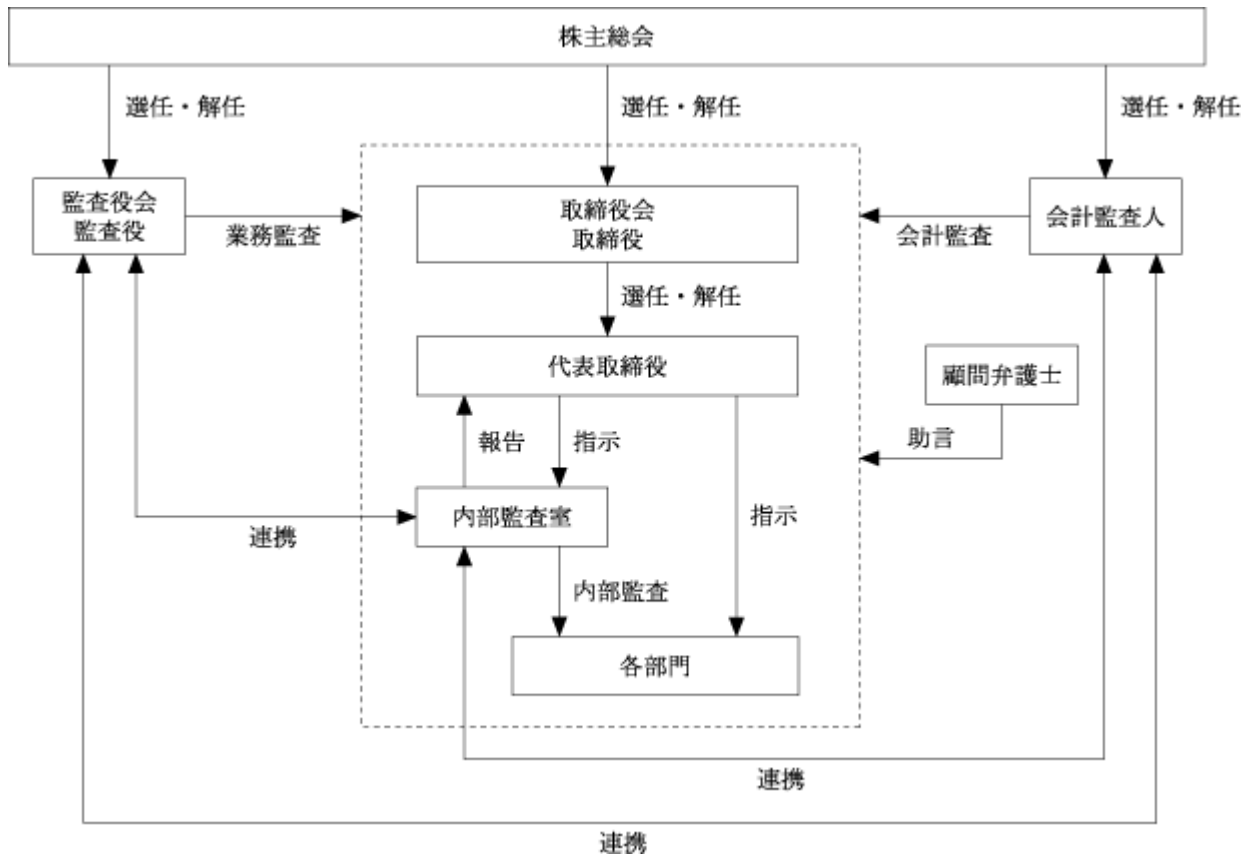 株主総会
選任・解任
選任・解任
選任・解任
監査役会
監査役
業務監査
取締役会
取締役
会計監査
会計監査人
選任・解任
代表取締役
顧問弁護士
報告
指示
助言
内部監査室
指示
連携
内部監査
各部門
連携
連携